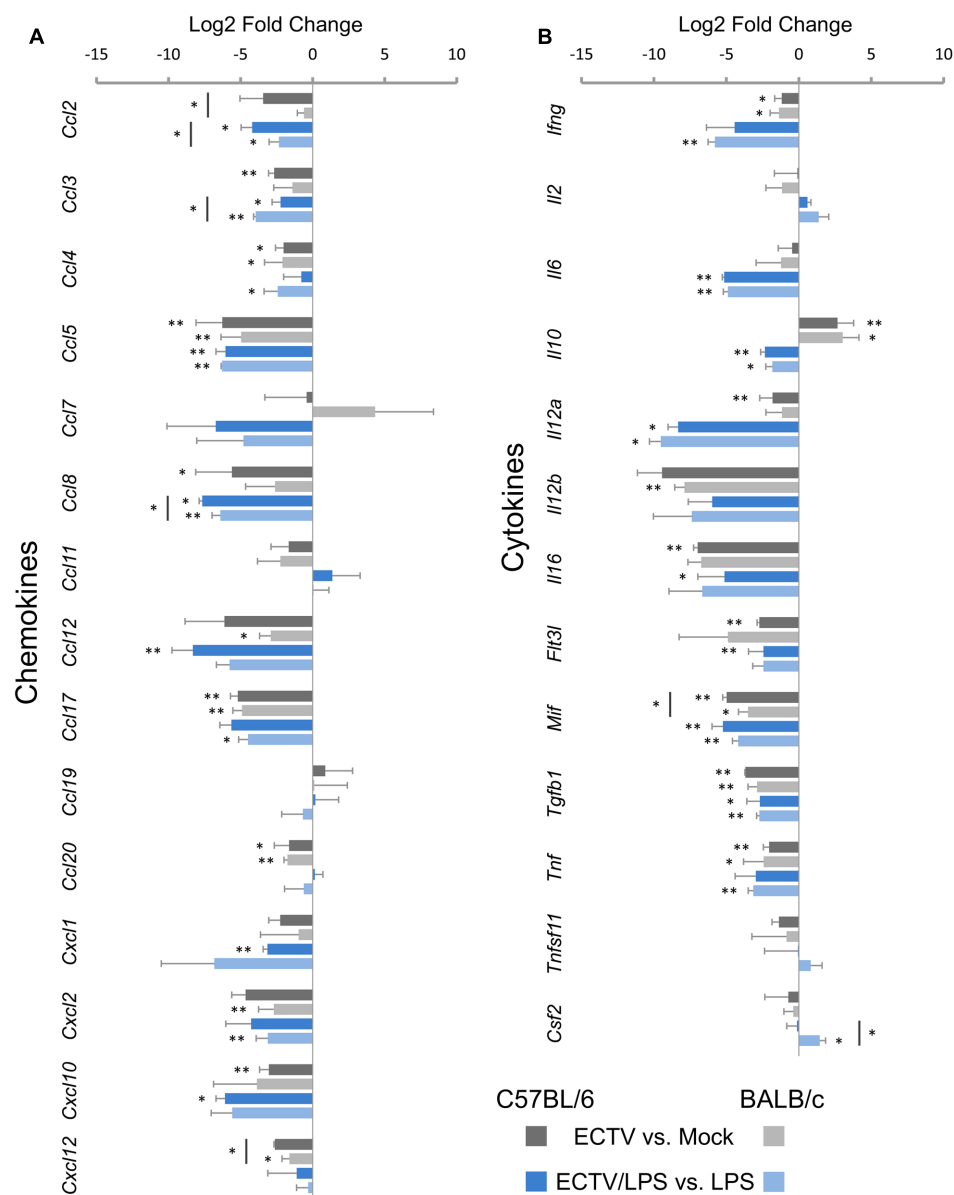 Log2 Fold Change
A
-15 -10 -5 0 5 10
Chemokines
Ccl2
*
*
*
*
Ccl3
**
*
*
**
Ccl4
*
*
*
Ccl5
**
**
**
**
Ccl7
Ccl8
*
*
*
**
Ccl11
Ccl12
*
**
Ccl17
**
**
*
Ccl19
Ccl20
*
**
Cxcl1
**
Cxcl2
**
**
Cxcl10
**
*
Cxcl12
*
*
Log2 Fold Change
B
-15 -10 -5 0 5 10
Cytokines
Ifng
*
*
**
Il2
Il6
**
**
Il10
**
*
**
*
Il12a
**
*
*
Il12b
**
Il16
**
*
Flt3l
**
**
Mif
*
**
*
**
**
Tgfb1
**
**
*
**
Tnf
**
*
**
Tnfsf11
Csf2
*
*
C57BL/6 BALB/c
ECTV vs. Mock
ECTV/LPS vs. LPS